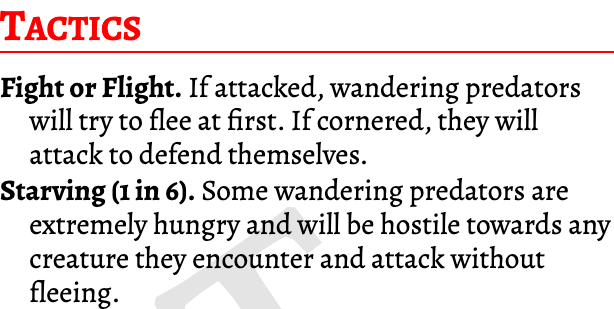 TACTICS
Fight or Flight. If attacked, wandering predators
will try to flee at first. If cornered, they will
attack to defend themselves.
Starving (1 in 6). Some wandering predators are
extremely hungry and will be hostile towards any
creature they encounter and attack without
fleeing.